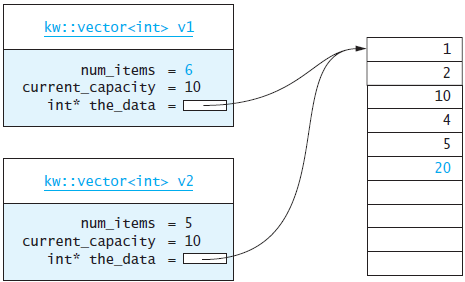 kw::vector<int> v1
num_items = 6
current_capacity = 10
int* the_data =
kw::vector<int> v2
num_items = 5
current_capacity = 10
int* the_data =
1
2
10
4
5
20